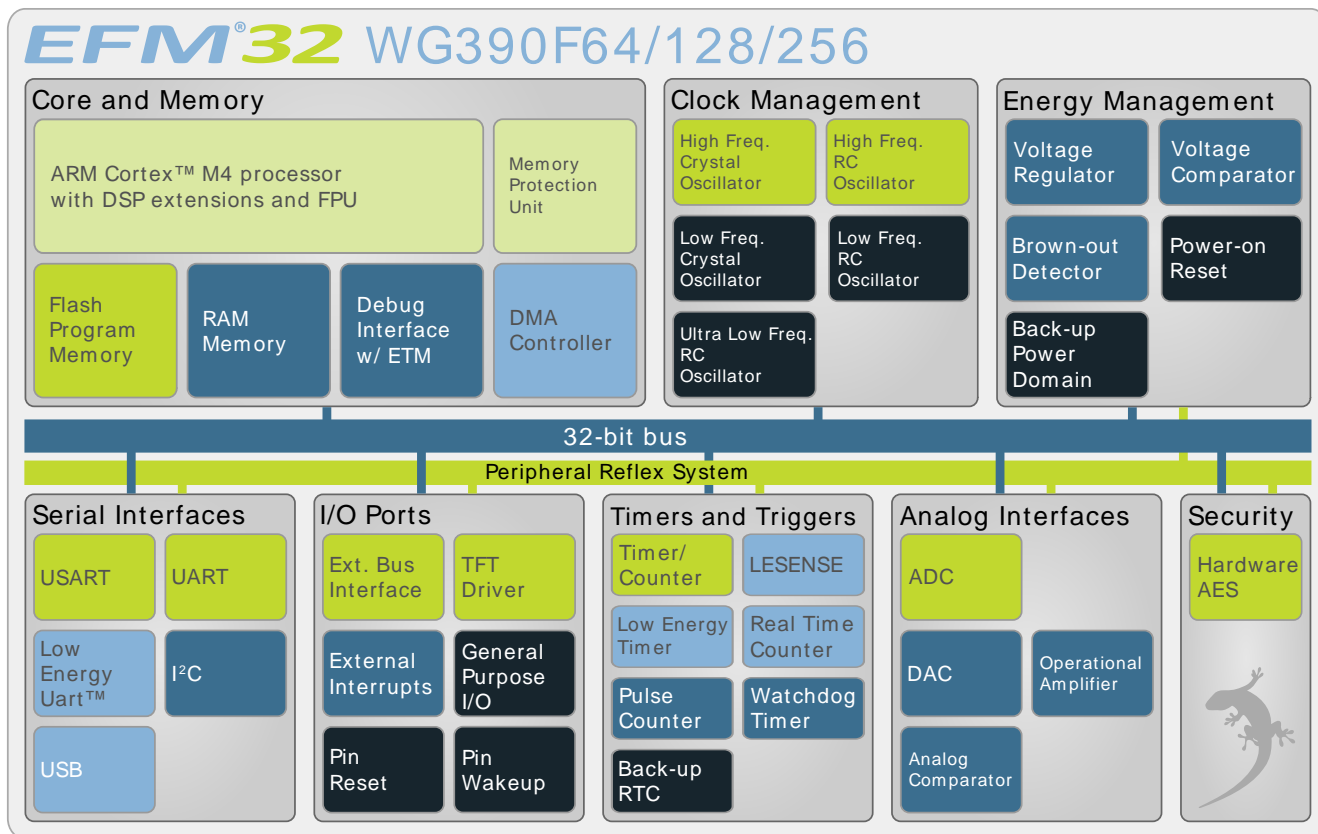 EFM®32 WG390F64/128/256
Core and Memory
ARM Cortex™ M4 processor
with DSP extensions and FPU
Memory
Protection
Unit
Flash
Program
Memory
RAM
Memory
Debug
Interface
w/ ETM
DMA
Controller
Clock Management
High Freq.
Crystal
Oscillator
High Freq.
RC
Oscillator
Low Freq.
Crystal
Oscillator
Low Freq.
RC
Oscillator
Ultra Low Freq.
RC
Oscillator
Energy Management
Voltage
Regulator
Voltage
Comparator
Brown-out
Detector
Power-on
Reset
Back-up
Power
Domain
32-bit bus
Peripheral Reflex System
Serial Interfaces
USART
UART
Low
Energy
Uart™
I²C
USB
I/O Ports
Ext. Bus
Interface
TFT
Driver
External
Interrupts
General
Purpose
I/O
Pin
Reset
Pin
Wakeup
Timers and Triggers
Timer/
Counter
LESENSE
Low Energy
Timer
Real Time
Counter
Pulse
Counter
Watchdog
Timer
Back-up
RTC
Analog Interfaces
ADC
DAC
Operational
Amplifier
Analog
Comparator
Security
Hardware
AES